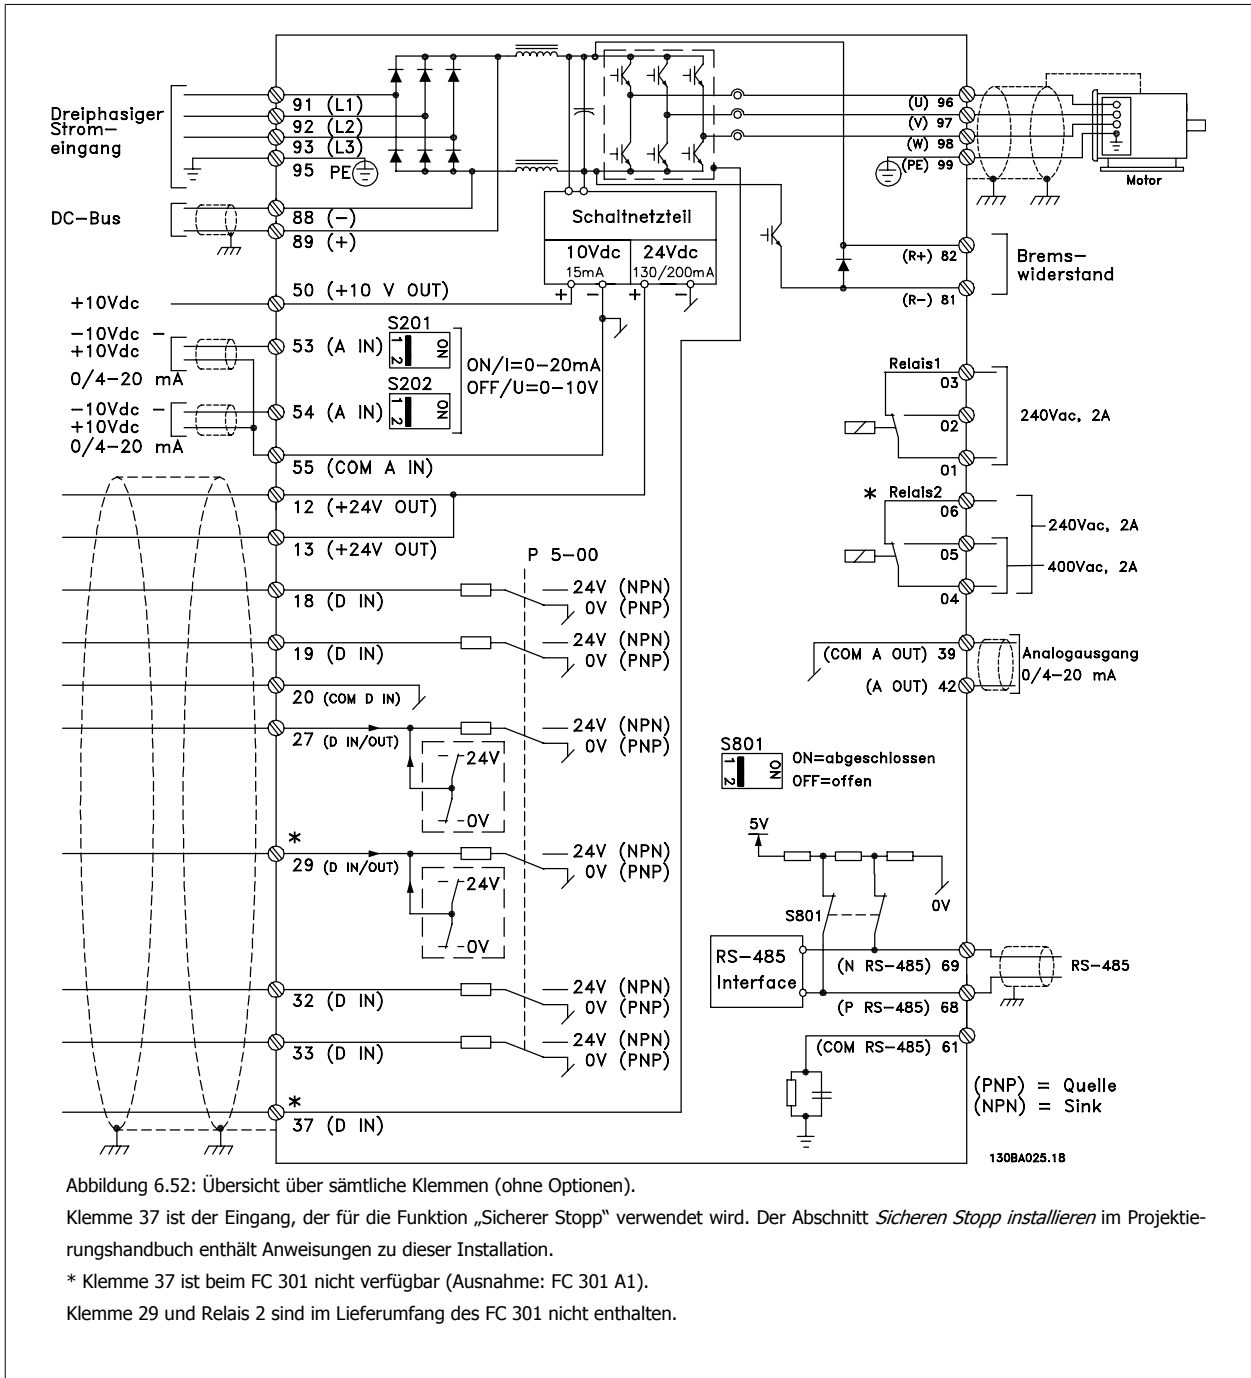 Dreiphasiger
Strom-
eingang
91 (L1)
92 (L2)
93 (L3)
95 PE
DC-Bus
88 (-)
89 (+)
Schaltnetzteil
10Vdc
15mA
24Vdc
130/200mA
+ - + -
(U) 96
(V) 97
(W) 98
(PE) 99
Motor
(R+) 82
(R-) 81
Brems-
widerstand
+10Vdc
50 (+10 V OUT)
-10Vdc -
+10Vdc
0/4-20 mA
53 (A IN)
S201
1 2
ON
ON/I=0-20mA
OFF/U=0-10V
-10Vdc -
+10Vdc
0/4-20 mA
54 (A IN)
S202
1 2
ON
55 (COM A IN)
12 (+24V OUT)
13 (+24V OUT)
Relais1
03
02
01
240Vac, 2A
* Relais2
06
05
04
240Vac, 2A
400Vac, 2A
P 5-00
18 (D IN)
24V (NPN)
0V (PNP)
19 (D IN)
24V (NPN)
0V (PNP)
20 (COM D IN)
27 (D IN/OUT)
24V (NPN)
0V (PNP)
24V
0V
*
29 (D IN/OUT)
24V (NPN)
0V (PNP)
24V
0V
32 (D IN)
24V (NPN)
0V (PNP)
33 (D IN)
24V (NPN)
0V (PNP)
*
37 (D IN)
(COM A OUT) 39
(A OUT) 42
Analogausgang
0/4-20 mA
S801
1 2
ON
ON=abgeschlossen
OFF=offen
5V
0V
S801
RS-485
Interface
(N RS-485) 69
(P RS-485) 68
RS-485
(COM RS-485) 61
(PNP) = Quelle
(NPN) = Sink
130BA025.18
Abbildung 6.52: Übersicht über sämtliche Klemmen (ohne Optionen).
Klemme 37 ist der Eingang, der für die Funktion „Sicherer Stopp“ verwendet wird. Der Abschnitt Sicheren Stopp installieren im Projektie-
rungshandbuch enthält Anweisungen zu dieser Installation.
* Klemme 37 ist beim FC 301 nicht verfügbar (Ausnahme: FC 301 A1).
Klemme 29 und Relais 2 sind im Lieferumfang des FC 301 nicht enthalten.